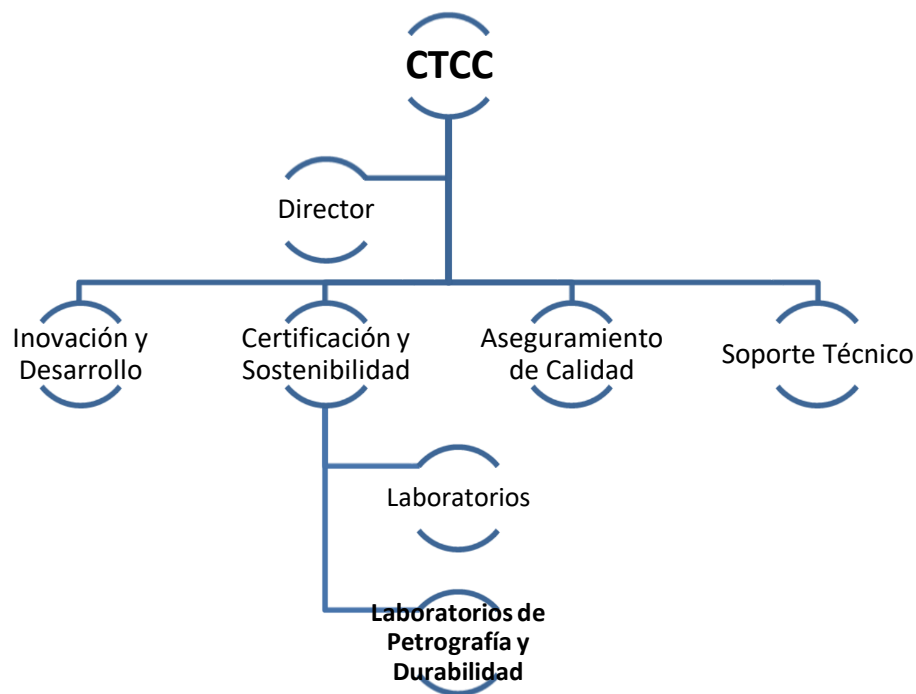 CTCC
Director
Inovación y
Desarrollo
Certificación y
Sostenibilidad
Aseguramiento
de Calidad
Soporte Técnico
Laboratorios
Laboratorios de
Petrografía y
Durabilidad